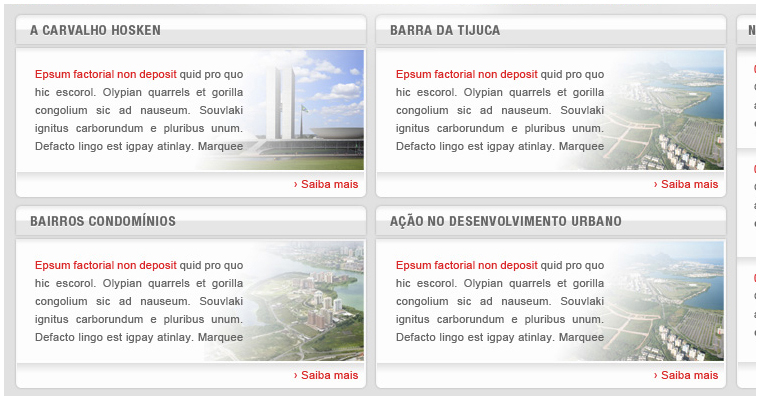 A CARVALHO HOSKEN
Epsum factorial non deposit quid pro quo
hic escorol. Olypian quarrels et gorilla
congolium sic ad nauseum. Souvlaki
ignitus carborundum e pluribus unum.
Defacto lingo est igpay atinlay. Marquee
› Saiba mais
BARRA DA TIJUCA
Epsum factorial non deposit quid pro quo
hic escorol. Olypian quarrels et gorilla
congolium sic ad nauseum. Souvlaki
ignitus carborundum e pluribus unum.
Defacto lingo est igpay atinlay. Marquee
› Saiba mais
BAIRROS CONDOMÍNIOS
Epsum factorial non deposit quid pro quo
hic escorol. Olypian quarrels et gorilla
congolium sic ad nauseum. Souvlaki
ignitus carborundum e pluribus unum.
Defacto lingo est igpay atinlay. Marquee
› Saiba mais
AÇÃO NO DESENVOLVIMENTO URBANO
Epsum factorial non deposit quid pro quo
hic escorol. Olypian quarrels et gorilla
congolium sic ad nauseum. Souvlaki
ignitus carborundum e pluribus unum.
Defacto lingo est igpay atinlay. Marquee
› Saiba mais